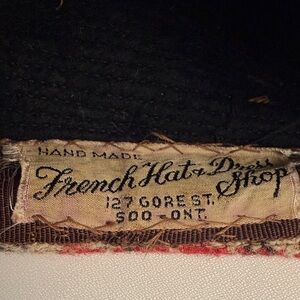 HAND MADE
French Hat & Dress
Shop
127 GORE ST.
SOO-ONT.